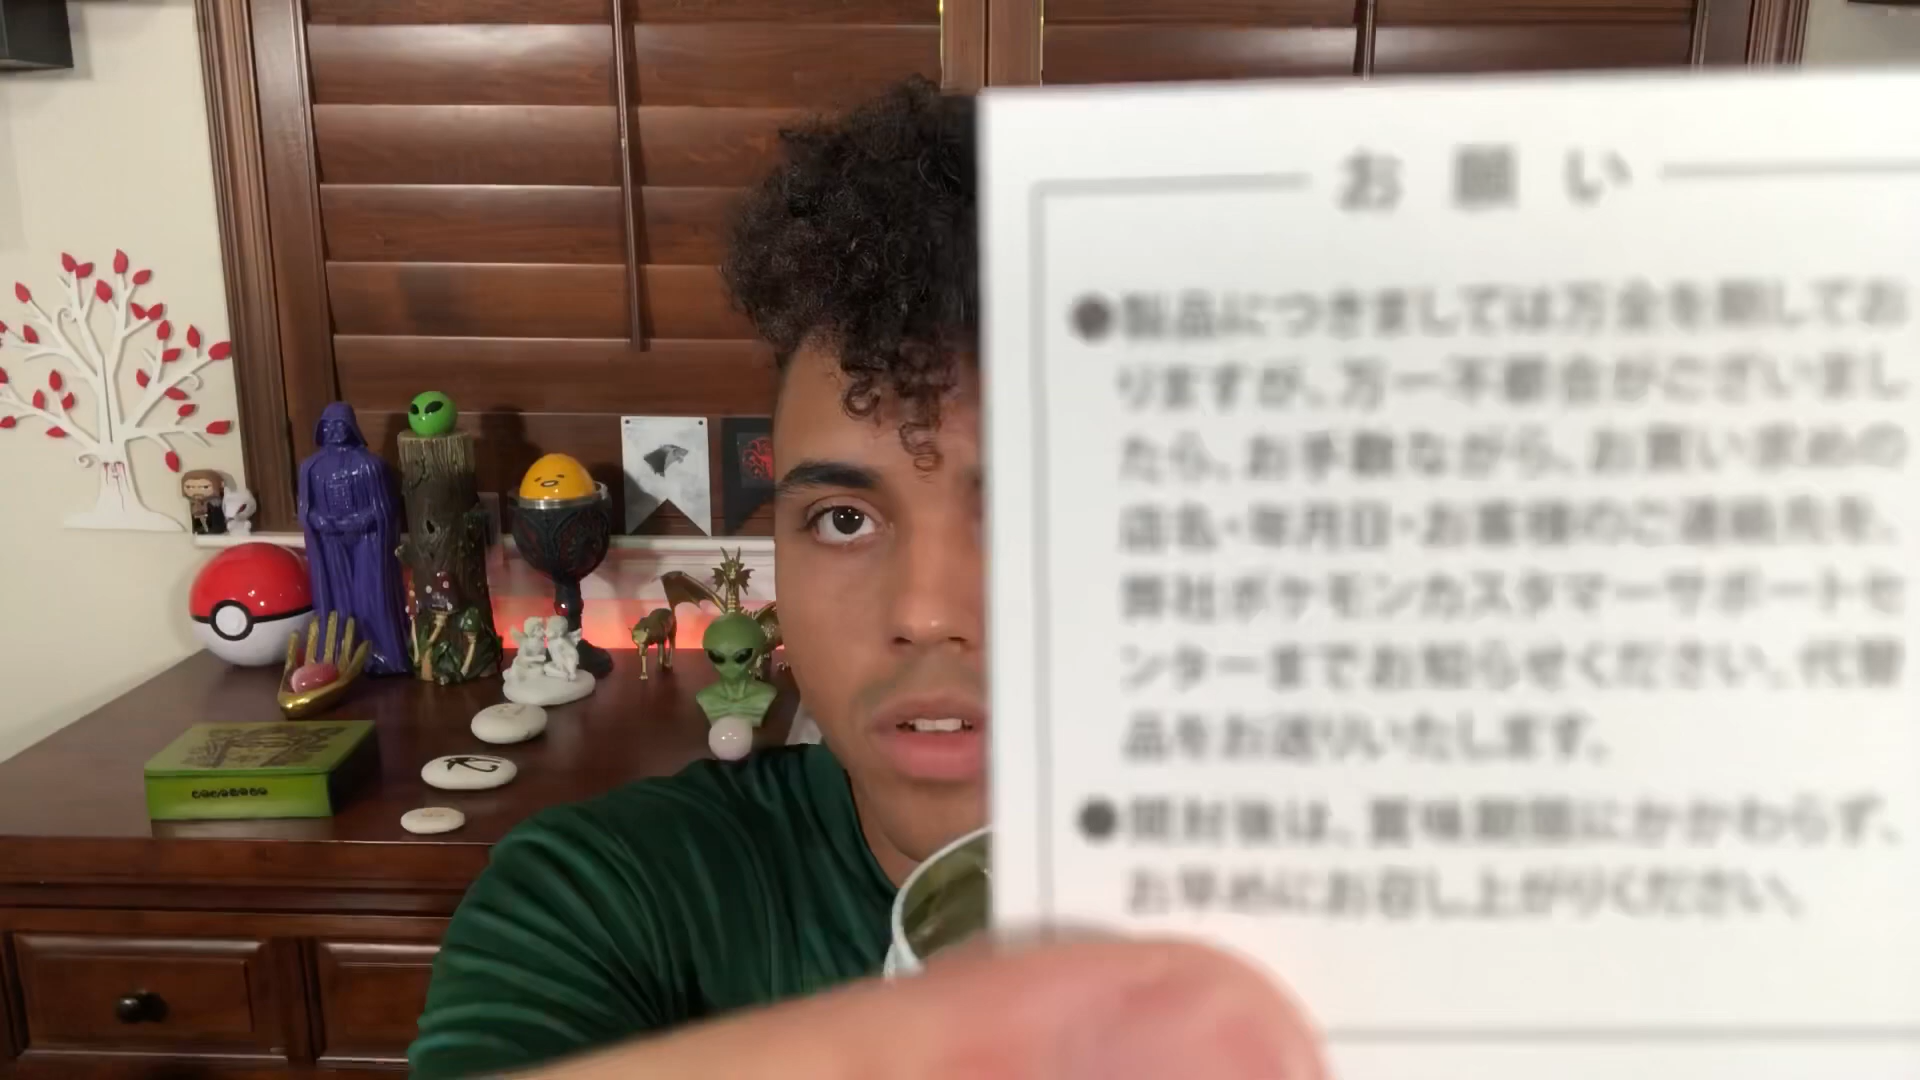 お願い
●製品につきましては万全を期してお
りますが、万一不都合がございまし
たら、お手数ながら、お買い求めの
店名・年月日・お客様のご連絡先を、
弊社ポケモンカスタマーサポートセ
ンターまでお知らせください。代替
品をお送りいたします。
●開封後は、賞味期間にかかわらず、
お早めにお召し上がりください。